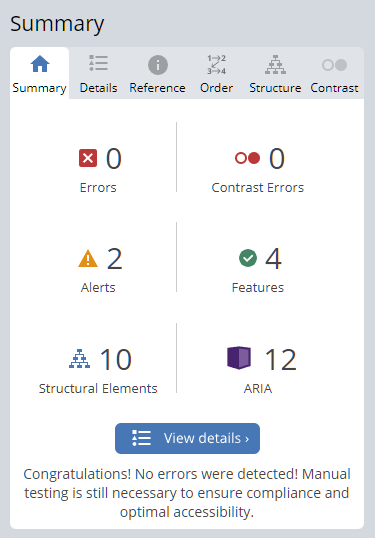 Summary
Summary Details Reference Order Structure Contrast
0 0
Errors Contrast Errors
2 4
Alerts Features
10 12
Structural Elements ARIA
View details ›
Congratulations! No errors were detected! Manual
testing is still necessary to ensure compliance and
optimal accessibility.